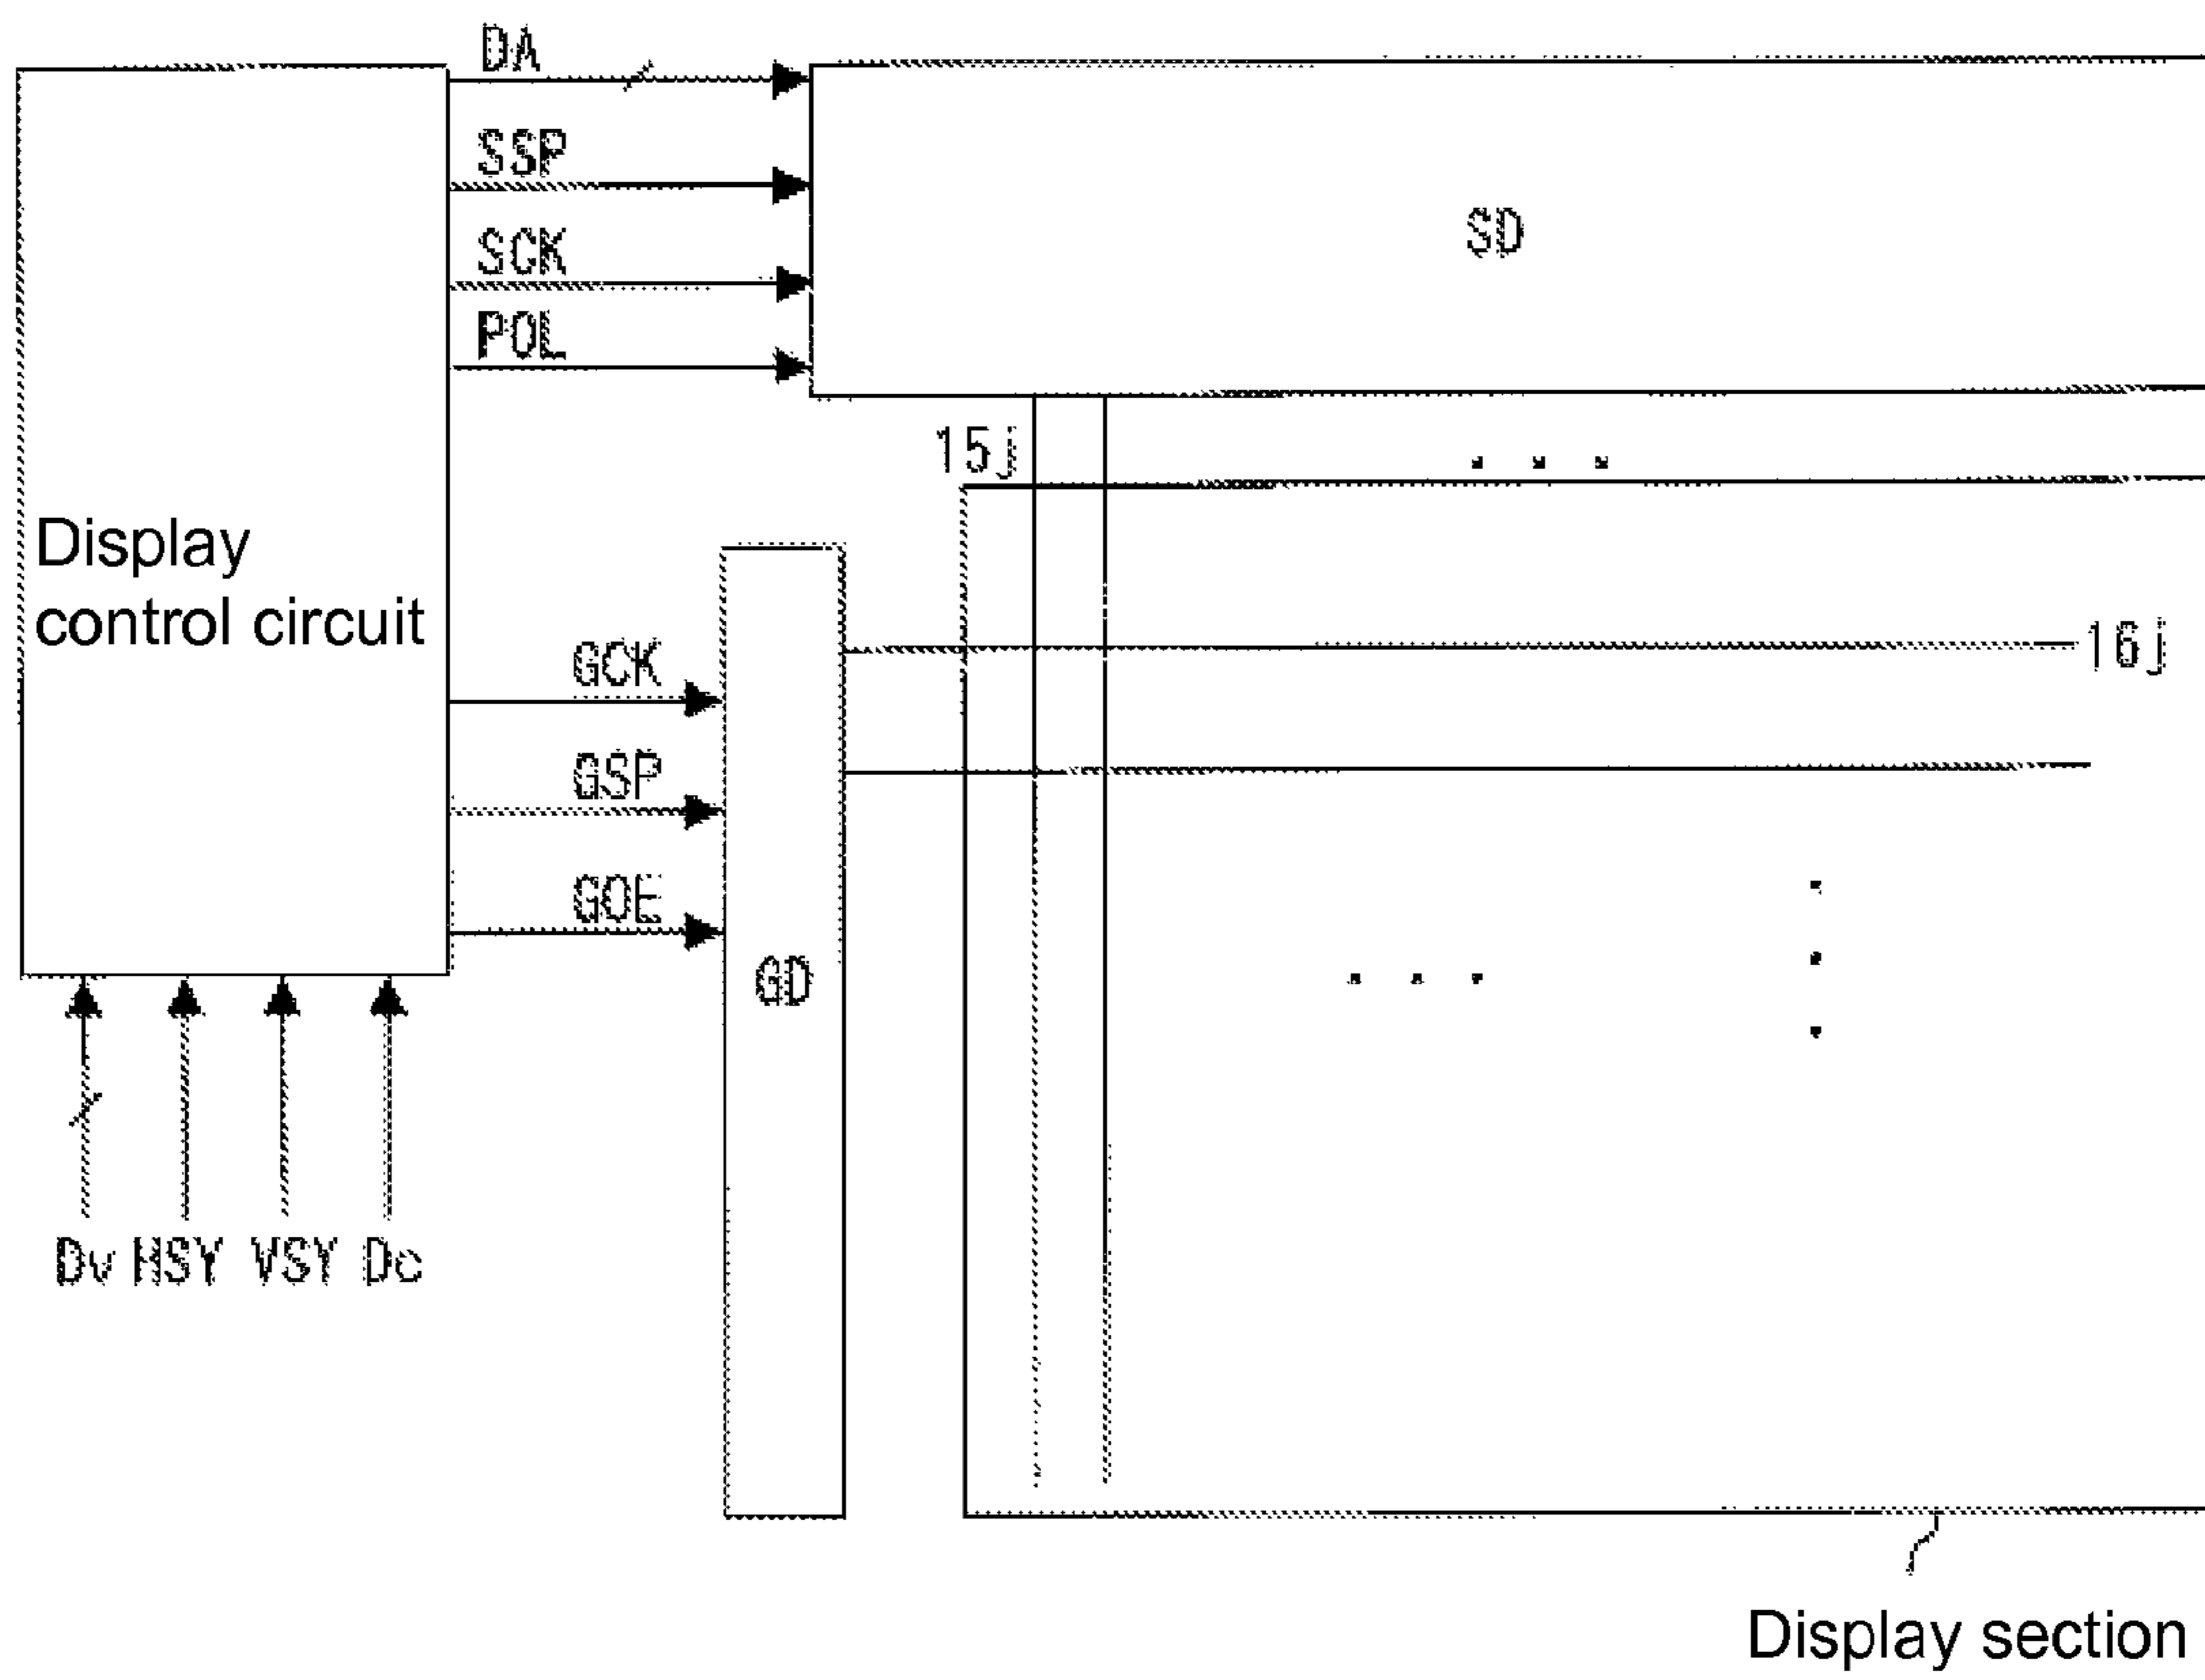 DA
SSP
SCK
POL
SD
15j
Display
control circuit
16j
GCK
GSP
GOE
GD
Dv HSY VSY Dc
Display section